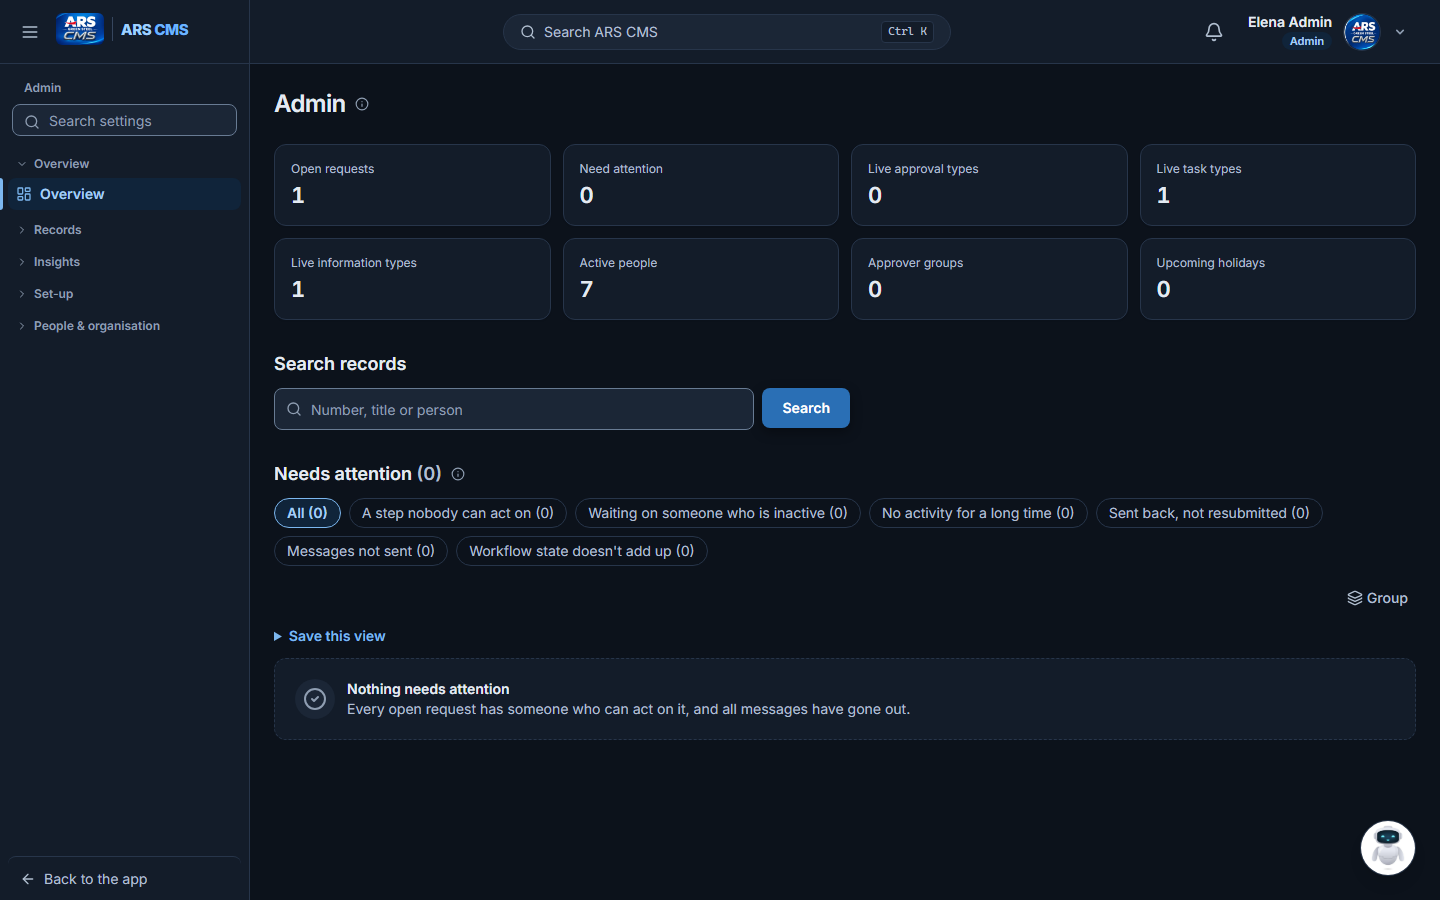 ARS
CMS
ARS CMS
Search ARS CMS
Ctrl K
Elena Admin
Admin
ARS
CMS
Admin
Search settings
Overview
Overview
Records
Insights
Set-up
People & organisation
Back to the app
Admin
Open requests
1
Need attention
0
Live approval types
0
Live task types
1
Live information types
1
Active people
7
Approver groups
0
Upcoming holidays
0
Search records
Number, title or person
Search
Needs attention (0)
All (0)
A step nobody can act on (0)
Waiting on someone who is inactive (0)
No activity for a long time (0)
Sent back, not resubmitted (0)
Messages not sent (0)
Workflow state doesn't add up (0)
Group
Save this view
Nothing needs attention
Every open request has someone who can act on it, and all messages have gone out.